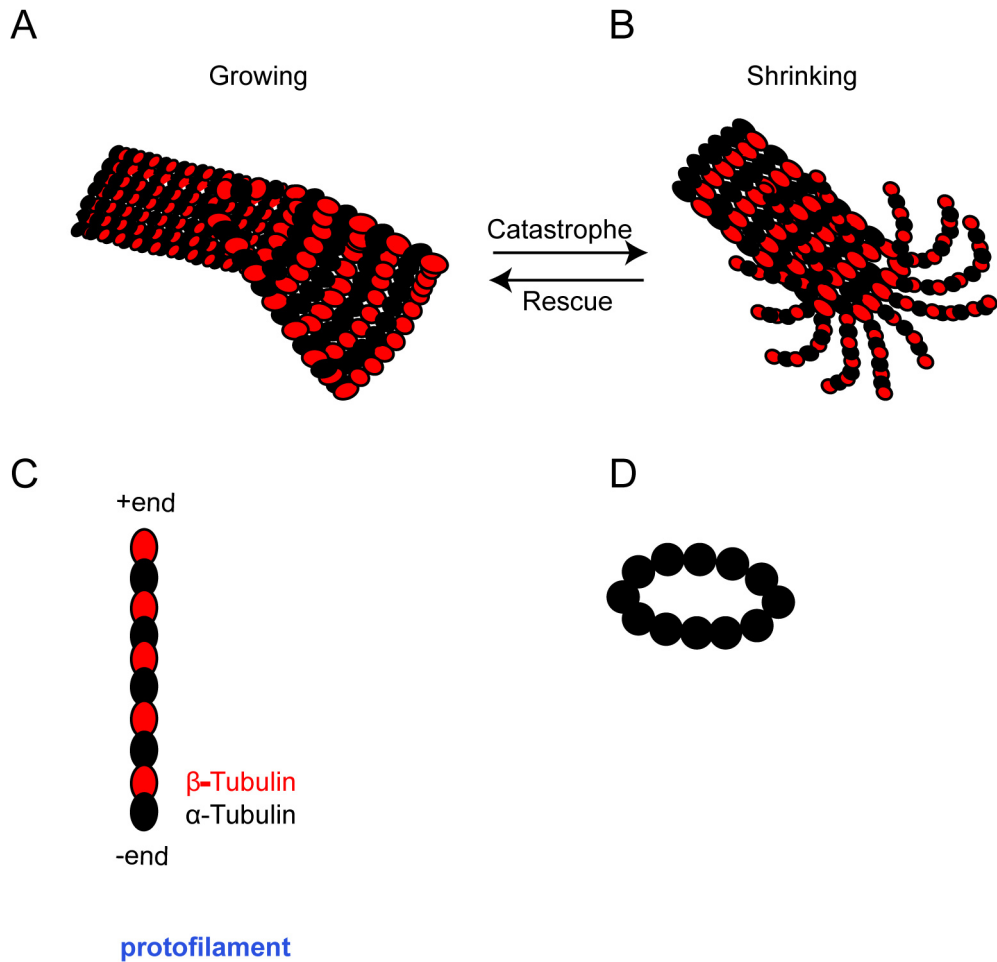 A
B
Growing
Shrinking
Catastrophe
Rescue
C
D
+end
β-Tubulin
α-Tubulin
-end
protofilament